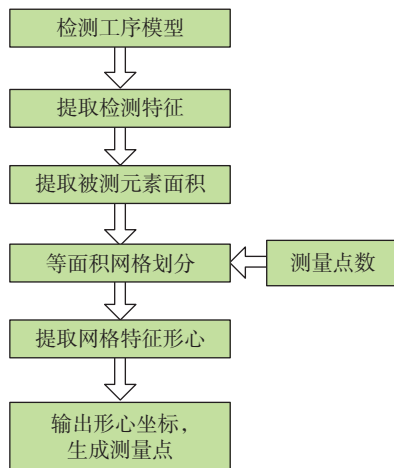 检测工序模型
提取检测特征
提取被测元素面积
等面积网格划分
测量点数
提取网格特征形心
输出形心坐标，
生成测量点